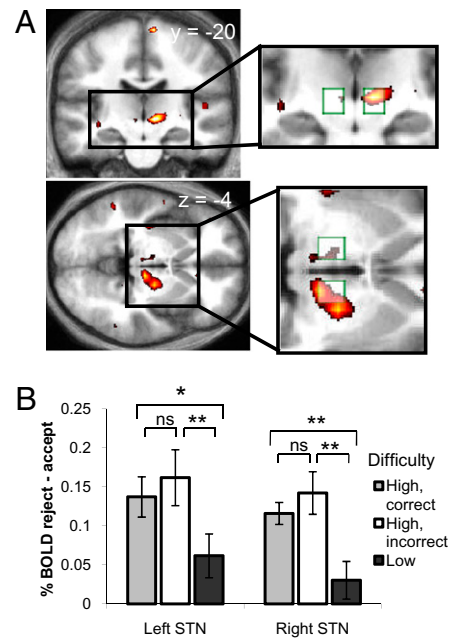 A
y = -20
z = -4
B
% BOLD reject - accept
0.25
0.2
0.15
0.1
0.05
0
*
ns
**
**
ns
**
Left STN
Right STN
Difficulty
High,
correct
High,
incorrect
Low